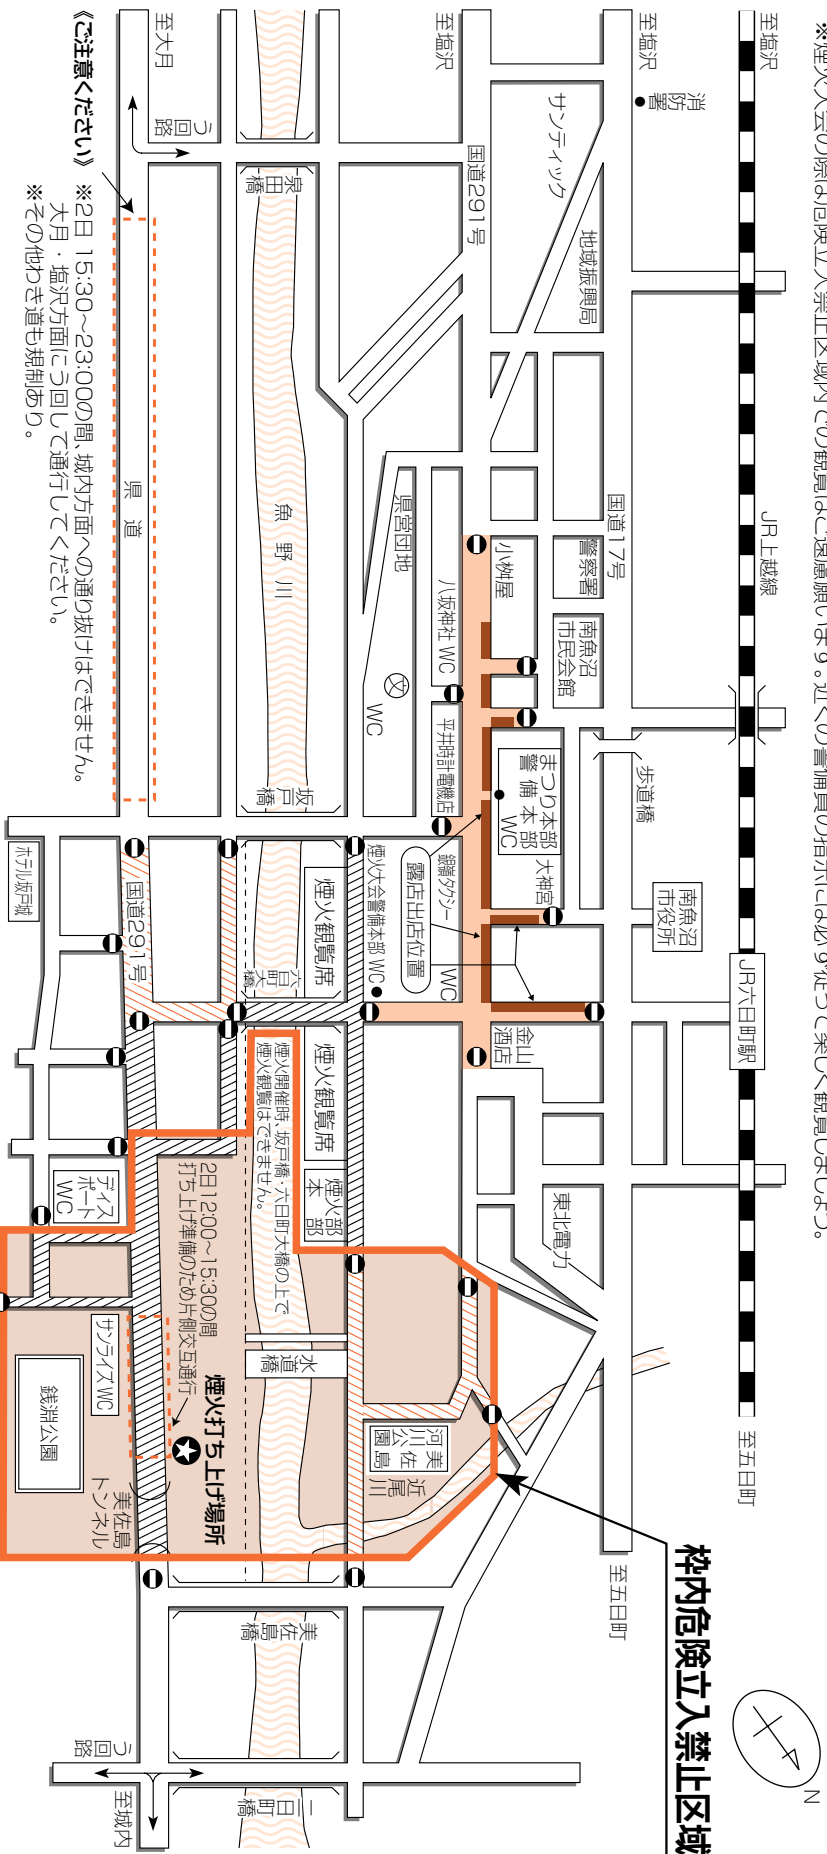 ※煙火大会の際は危険立入禁止区域内での観覧はご遠慮願います。近くの警備員の指示には必ず従って楽しく観覧しましょう。
至塩沢
JR上越線
JR六日町駅
至五日町
N
枠内危険立入禁止区域
至塩沢
消防署
国道17号
歩道橋
南魚沼
市役所
至五日町
サンティック
地域振興局
警察署
南魚沼
市民会館
まつり本部
警備本部
WC
大神宮
金山
酒店
東北電力
至塩沢
国道291号
小桝屋
県営団地
八坂神社 WC
平井時計電機店
銀嶺タクシー
露店出店位置
WC
文
WC
煙火大会警備本部 WC
美佐島
河川公園
近尾川
泉田橋
魚野川
坂戸橋
煙火観覧席
六日町大橋
煙火観覧席
煙火本部
煙火開催時、坂戸橋・六日町大橋の上で
煙火観覧はできません。
水道橋
美佐島橋
二日町橋
2日12:00〜15:30の間
打ち上げ準備のため片側交互通行
煙火打ち上げ場所
至大月
う回路
県道
国道291号
美佐島
トンネル
う回路
至城内
ホテル坂戸城
ディスポート
WC
サンライズWC
銭淵公園
《ご注意ください》
※2日 15:30〜23:00の間、城内方面への通り抜けはできません。
大月・塩沢方面にう回して通行してください。
※その他わき道も規制あり。